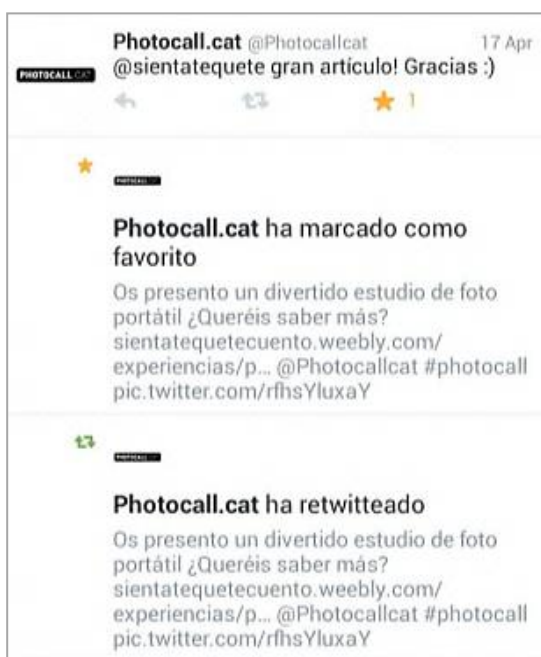 Photocall.cat @Photocallcat 17 Apr
PHOTOCALL CAT
@sientatequete gran artículo! Gracias :)
1
Photocall.cat ha marcado como
favorito
Os presento un divertido estudio de foto
portátil ¿Queréis saber más?
sientatequetecuento.weebly.com/
experiencias/p... @Photocallcat #photocall
pic.twitter.com/rfhsYluxaY
Photocall.cat ha retwitteado
Os presento un divertido estudio de foto
portátil ¿Queréis saber más?
sientatequetecuento.weebly.com/
experiencias/p... @Photocallcat #photocall
pic.twitter.com/rfhsYluxaY